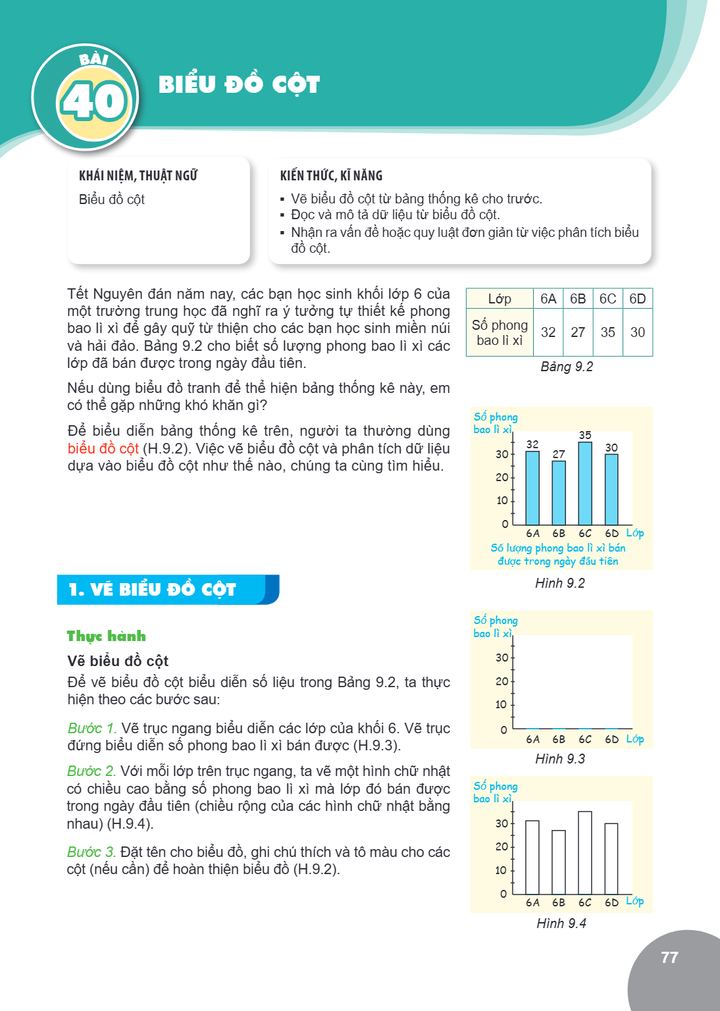 BÀI
40
BIỂU ĐỒ CỘT
KHÁI NIỆM, THUẬT NGỮ
Biểu đồ cột
KIẾN THỨC, KĨ NĂNG
▪ Vẽ biểu đồ cột từ bảng thống kê cho trước.
▪ Đọc và mô tả dữ liệu từ biểu đồ cột.
▪ Nhận ra vấn đề hoặc quy luật đơn giản từ việc phân tích biểu
đồ cột.
Tết Nguyên đán năm nay, các bạn học sinh khối lớp 6 của
một trường trung học đã nghĩ ra ý tưởng tự thiết kế phong
bao lì xì để gây quỹ từ thiện cho các bạn học sinh miền núi
và hải đảo. Bảng 9.2 cho biết số lượng phong bao lì xì các
lớp đã bán được trong ngày đầu tiên.
Nếu dùng biểu đồ tranh để thể hiện bảng thống kê này, em
có thể gặp những khó khăn gì?
Để biểu diễn bảng thống kê trên, người ta thường dùng
biểu đồ cột (H.9.2). Việc vẽ biểu đồ cột và phân tích dữ liệu
dựa vào biểu đồ cột như thế nào, chúng ta cùng tìm hiểu.
Lớp 6A 6B 6C 6D
Số phong
bao lì xì 32 27 35 30
Bảng 9.2
Số phong
bao lì xì
35
32
30
30
27
20
10
0
6A 6B 6C 6D Lớp
Số lượng phong bao lì xì bán
được trong ngày đầu tiên
Hình 9.2
1. VẼ BIỂU ĐỒ CỘT
Thực hành
Vẽ biểu đồ cột
Để vẽ biểu đồ cột biểu diễn số liệu trong Bảng 9.2, ta thực
hiện theo các bước sau:
Bước 1. Vẽ trục ngang biểu diễn các lớp của khối 6. Vẽ trục
đứng biểu diễn số phong bao lì xì bán được (H.9.3).
Bước 2. Với mỗi lớp trên trục ngang, ta vẽ một hình chữ nhật
có chiều cao bằng số phong bao lì xì mà lớp đó bán được
trong ngày đầu tiên (chiều rộng của các hình chữ nhật bằng
nhau) (H.9.4).
Bước 3. Đặt tên cho biểu đồ, ghi chú thích và tô màu cho các
cột (nếu cần) để hoàn thiện biểu đồ (H.9.2).
Số phong
bao lì xì
30
20
10
0
6A 6B 6C 6D Lớp
Hình 9.3
Số phong
bao lì xì
30
20
10
0
6A 6B 6C 6D Lớp
Hình 9.4
77